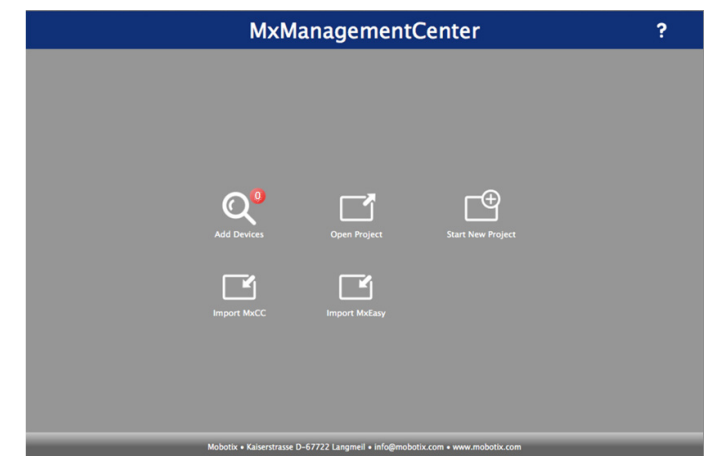 MxManagementCenter ?
0
Add Devices Open Project Start New Project
Import MxCC Import MxEasy
Mobotix • Kaiserstrasse D-67722 Langmeil • info@mobotix.com • www.mobotix.com